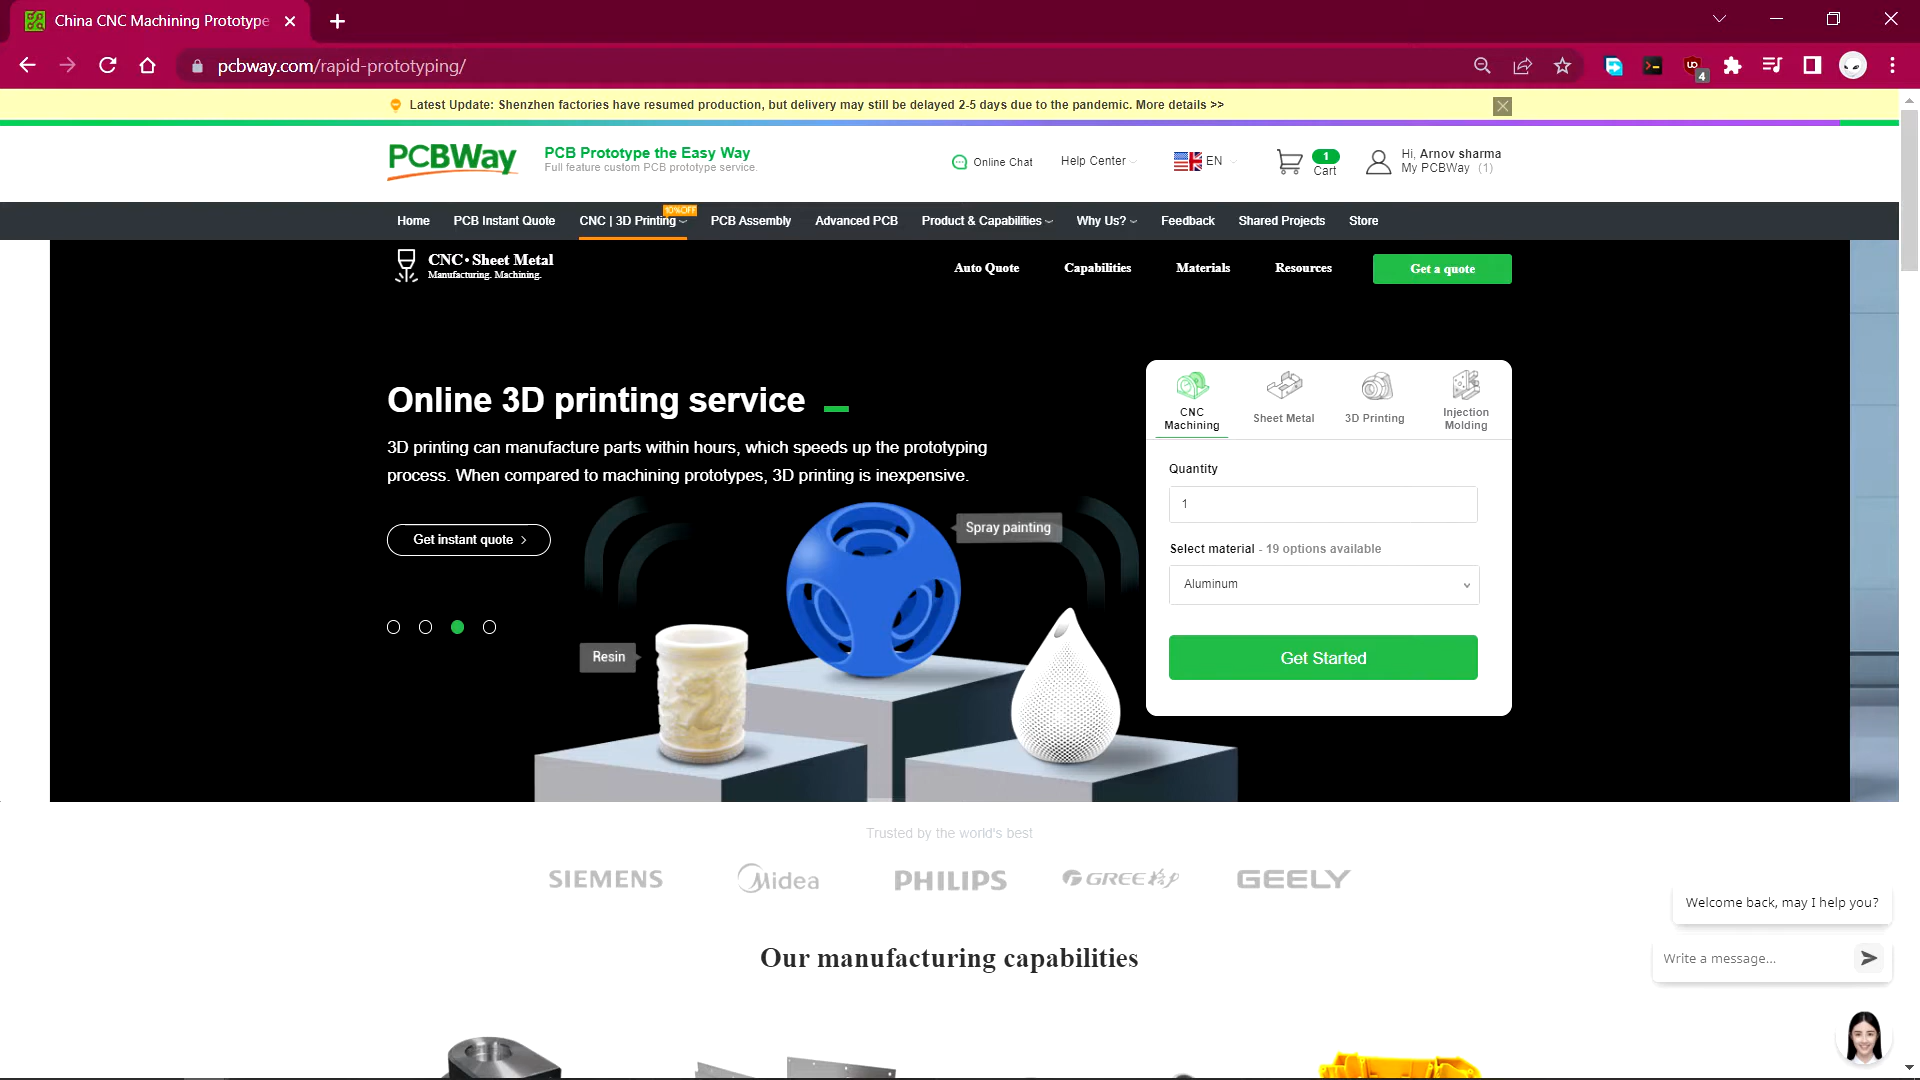 China CNC Machining Prototype
pcbway.com/rapid-prototyping/
4
Latest Update: Shenzhen factories have resumed production, but delivery may still be delayed 2-5 days due to the pandemic. More details >>
PCBWay
PCB Prototype the Easy Way
Full feature custom PCB prototype service.
Online Chat
Help Center
EN
1
Cart
Hi, Arnov sharma
My PCBWay (1)
Home
PCB Instant Quote
CNC | 3D Printing
10%OFF
PCB Assembly
Advanced PCB
Product & Capabilities
Why Us?
Feedback
Shared Projects
Store
CNC•Sheet Metal
Manufacturing. Machining.
Auto Quote
Capabilities
Materials
Resources
Get a quote
Online 3D printing service
3D printing can manufacture parts within hours, which speeds up the prototyping
process. When compared to machining prototypes, 3D printing is inexpensive.
Get instant quote >
Spray painting
Resin
CNC
Machining
Sheet Metal
3D Printing
Injection
Molding
Quantity
1
Select material - 19 options available
Aluminum
Get Started
Trusted by the world's best
SIEMENS
Midea
PHILIPS
GREE 格力
GEELY
Welcome back, may I help you?
Write a message...
Our manufacturing capabilities